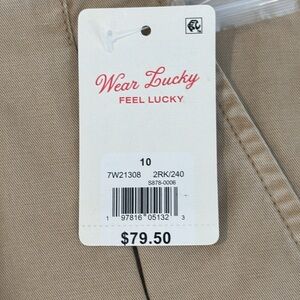 Wear Lucky
FEEL LUCKY
10
7W21308 2RK/240
S878-0006
1 97816 05132 3
$79.50